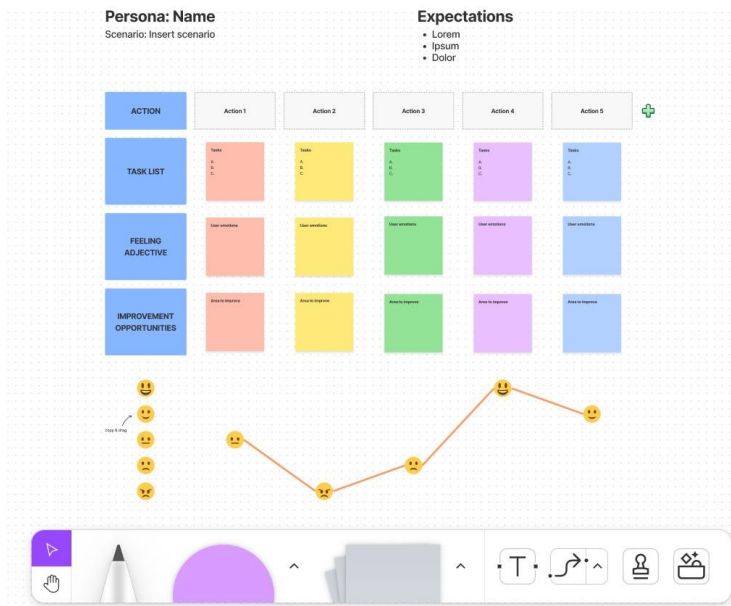 Persona: Name
Scenario: Insert scenario
Expectations
• Lorem
• Ipsum
• Dolor
ACTION
Action 1
Action 2
Action 3
Action 4
Action 5
TASK LIST
Tasks
A.
B.
C.
Tasks
A.
B.
C.
Tasks
A.
B.
C.
Tasks
A.
B.
C.
Tasks
A.
B.
C.
FEELING
ADJECTIVE
User emotions
User emotions
User emotions
User emotions
User emotions
IMPROVEMENT
OPPORTUNITIES
Area to improve
Area to improve
Area to improve
Area to improve
Area to improve
copy & drag
T